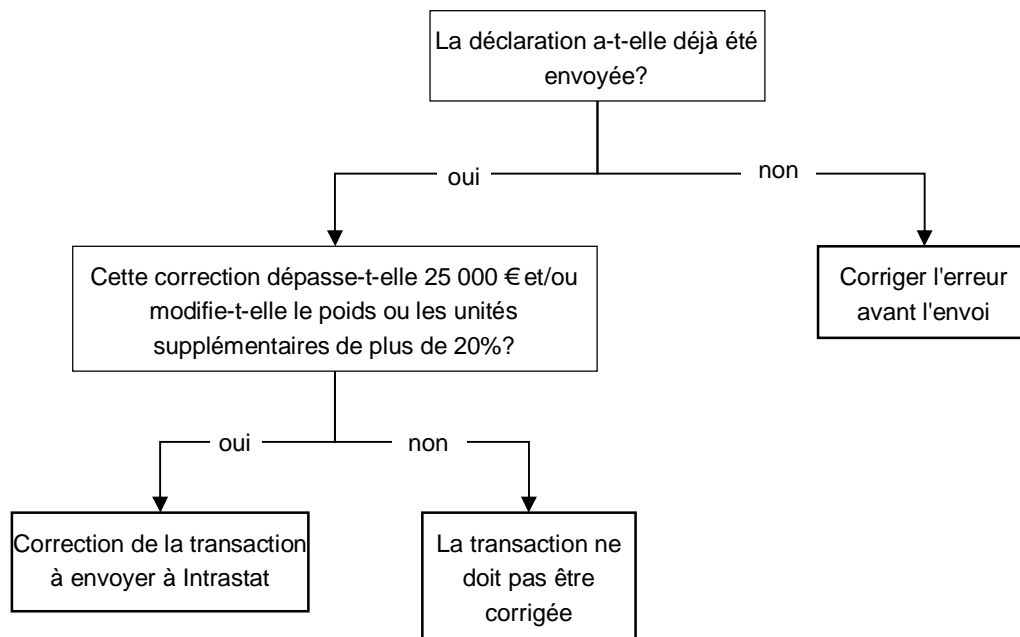 La déclaration a-t-elle déjà été
envoyée?
oui
non
Cette correction dépasse-t-elle 25 000 € et/ou
modifie-t-elle le poids ou les unités
supplémentaires de plus de 20%?
Corriger l'erreur
avant l'envoi
oui
non
Correction de la transaction
à envoyer à Intrastat
La transaction ne
doit pas être
corrigée